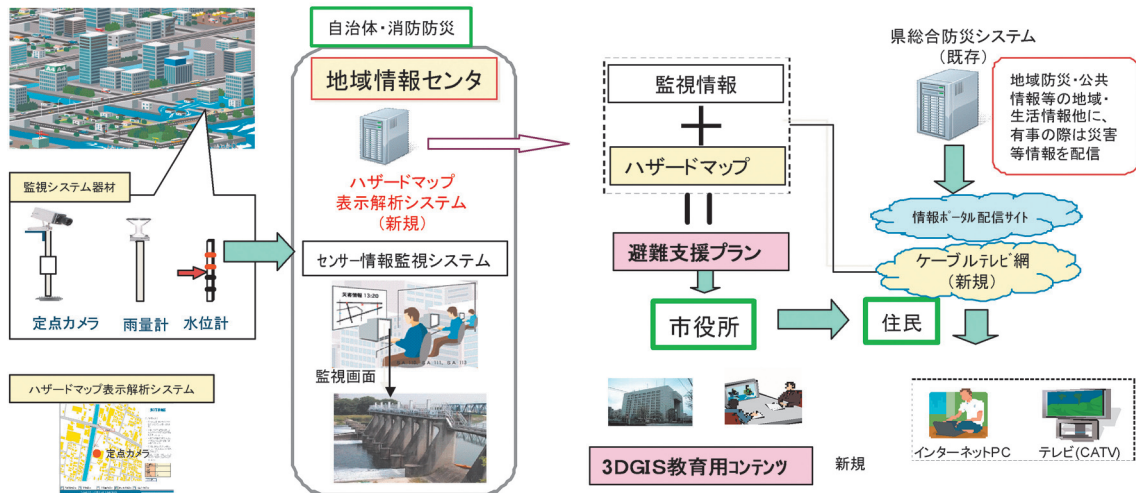 監視システム器材
定点カメラ
雨量計
水位計
ハザードマップ表示解析システム
定点カメラ
自治体・消防防災
地域情報センタ
ハザードマップ
表示解析システム
(新規)
センサー情報監視システム
災害情報 13:20
監視画面
監視情報
＋
ハザードマップ
＝
避難支援プラン
市役所
住民
3DGIS教育用コンテンツ
新規
県総合防災システム
(既存)
地域防災・公共
情報等の地域・
生活情報他に、
有事の際は災害
等情報を配信
情報ポータル配信サイト
ケーブルテレビ網
(新規)
インターネットPC
テレビ(CATV)